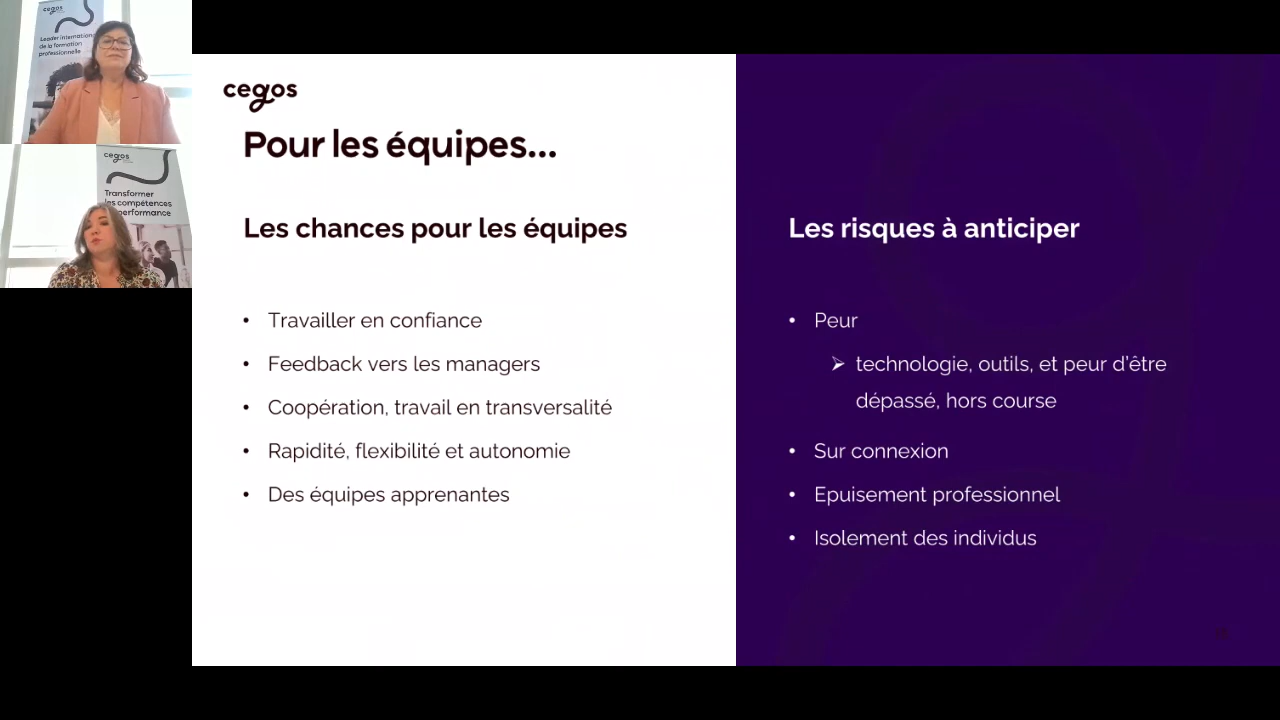 cegos
Leader international
de la formation
professionnelle
cegos
Transformer
les compétences
performance
cegos
Pour les équipes...
Les chances pour les équipes
• Travailler en confiance
• Feedback vers les managers
• Coopération, travail en transversalité
• Rapidité, flexibilité et autonomie
• Des équipes apprenantes
Les risques à anticiper
• Peur
➢ technologie, outils, et peur d'être
dépassé, hors course
• Sur connexion
• Epuisement professionnel
• Isolement des individus